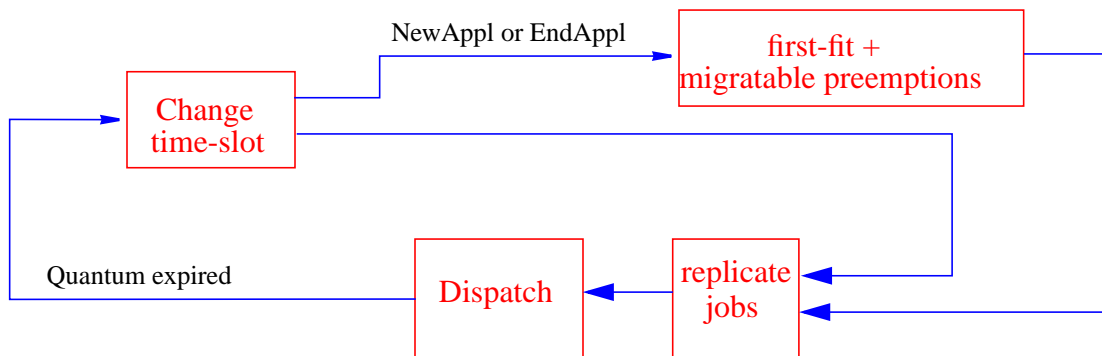 NewAppl or EndAppl
first-fit +
migratable preemptions
Change
time-slot
Quantum expired
Dispatch
replicate
jobs